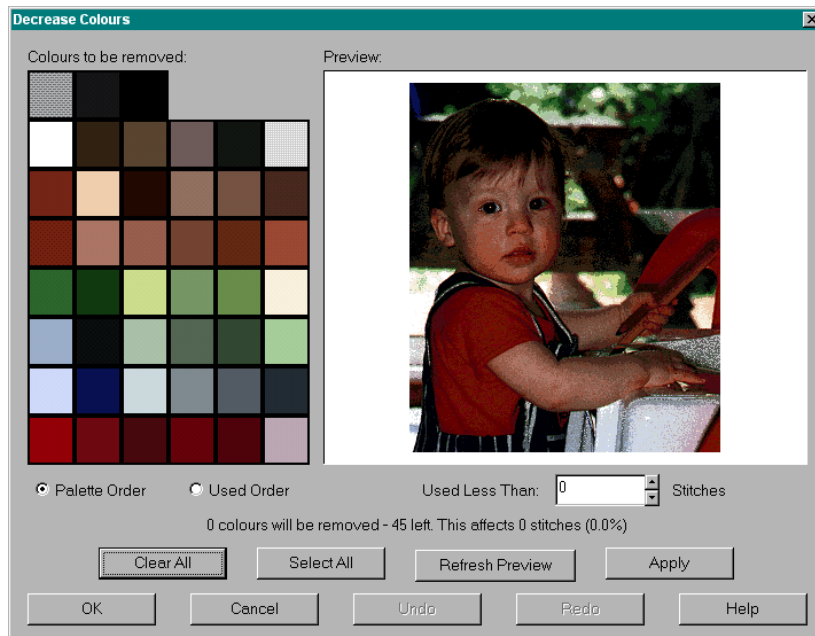 Decrease Colours
Colours to be removed:
Preview:
Palette Order
Used Order
Used Less Than:
0
Stitches
0 colours will be removed - 45 left. This affects 0 stitches (0.0%)
Clear All
Select All
Refresh Preview
Apply
OK
Cancel
Undo
Redo
Help